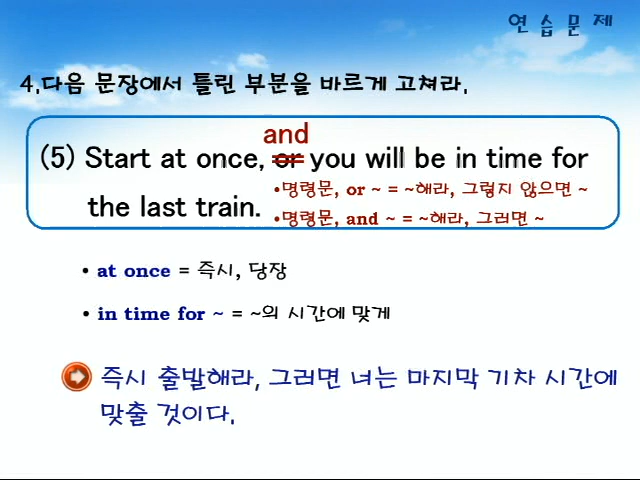 연 습 문 제
4.다음 문장에서 틀린 부분을 바르게 고쳐라.
and
(5) Start at once, or you will be in time for
•명령문, or ~ = ~해라, 그렇지 않으면 ~
the last train.
•명령문, and ~ = ~해라, 그러면 ~
• at once = 즉시, 당장
• in time for ~ = ~의 시간에 맞게
즉시 출발해라, 그러면 너는 마지막 기차 시간에
맞출 것이다.